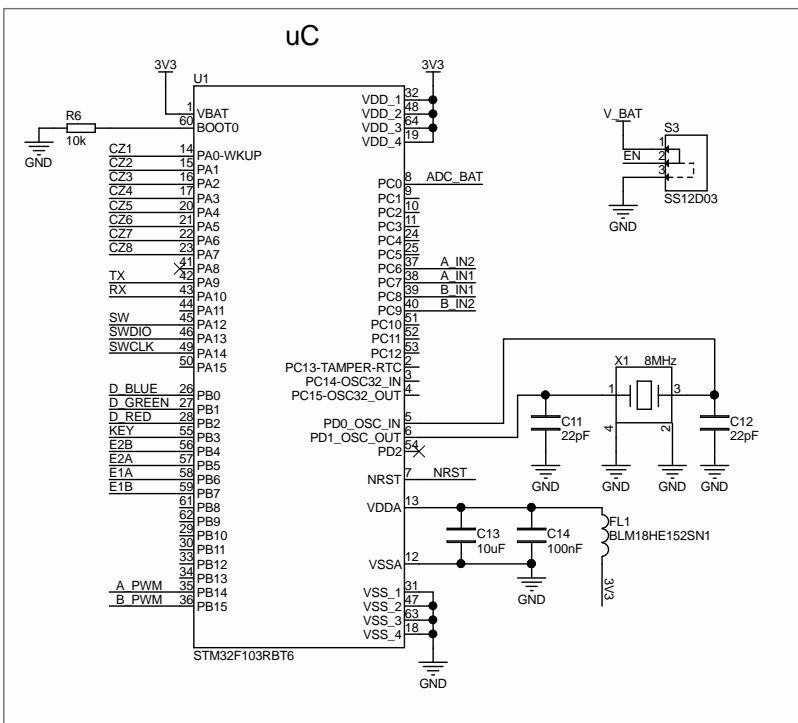 uC
3V3
U1
3V3
1 VBAT
60 BOOT0
R6
10k
GND
CZ1 14 PA0-WKUP
CZ2 15 PA1
CZ3 16 PA2
CZ4 17 PA3
CZ5 20 PA4
CZ6 21 PA5
CZ7 22 PA6
CZ8 23 PA7
41 PA8
TX 42 PA9
RX 43 PA10
44 PA11
SW 45 PA12
SWDIO 46 PA13
SWCLK 49 PA14
50 PA15
D_BLUE 26 PB0
D_GREEN 27 PB1
D_RED 28 PB2
KEY 55 PB3
E2B 56 PB4
E2A 57 PB5
E1A 58 PB6
E1B 59 PB7
61 PB8
62 PB9
29 PB10
30 PB11
33 PB12
34 PB13
A_PWM 35 PB14
B_PWM 36 PB15
STM32F103RBT6
VDD_1 32
VDD_2 48
VDD_3 64
VDD_4 19
PC0 8 ADC_BAT
PC1 9
PC2 10
PC3 11
PC4 24
PC5 25
PC6 37 A_IN2
PC7 38 A_IN1
PC8 39 B_IN1
PC9 40 B_IN2
PC10 51
PC11 52
PC12 53
PC13-TAMPER-RTC 2
PC14-OSC32_IN 3
PC15-OSC32_OUT 4
PD0_OSC_IN 5
PD1_OSC_OUT 6
PD2 54
NRST 7 NRST
VDDA 13
VSSA 12
VSS_1 31
VSS_2 47
VSS_3 63
VSS_4 18
GND
V_BAT
S3
1
EN 2
3
SS12D03
GND
X1 8MHz
1 3
4 2
C11
22pF
C12
22pF
GND GND GND GND
C13
10uF
C14
100nF
FL1
BLM18HE152SN1
GND
3V3